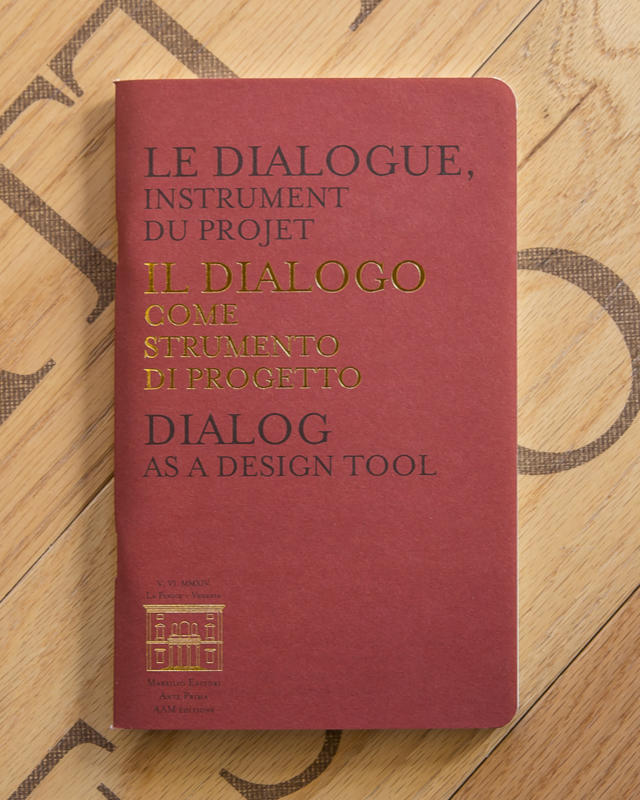 LE DIALOGUE,
INSTRUMENT
DU PROJET
IL DIALOGO
COME
STRUMENTO
DI PROGETTO
DIALOG
AS A DESIGN TOOL
V. VI. MMXIV
La Fenice - Venezia
Marsilio Editori
Ante Prima
AAM Editions